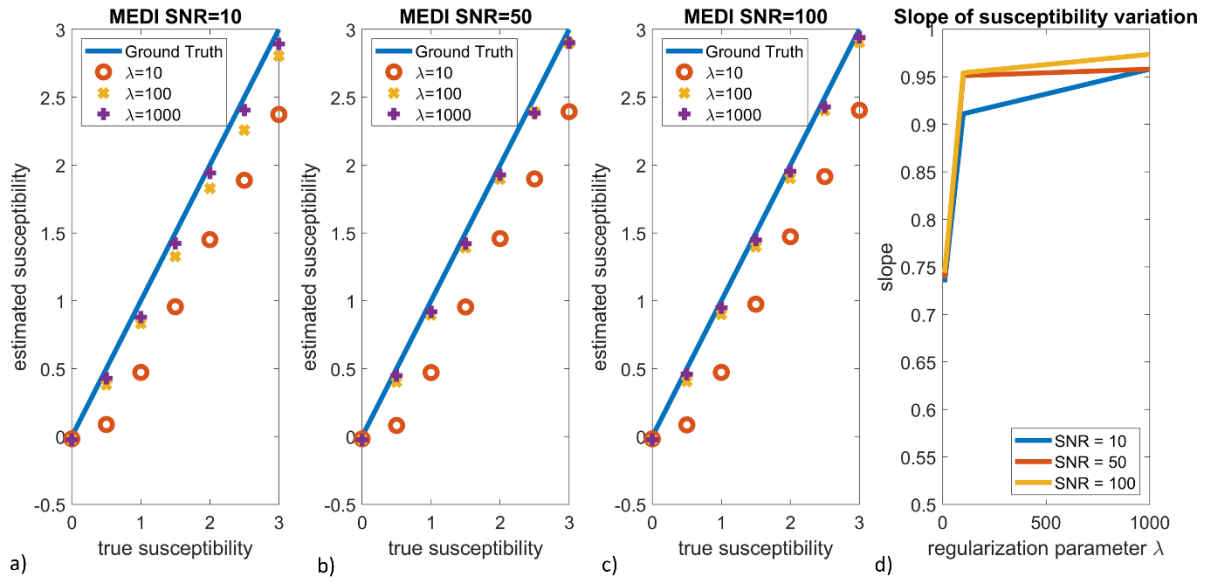 MEDI SNR=10
3
2.5
2
1.5
1
0.5
0
-0.5
0 1 2 3
estimated susceptibility
true susceptibility
Ground Truth
λ=10
λ=100
λ=1000
a)
MEDI SNR=50
3
2.5
2
1.5
1
0.5
0
-0.5
0 1 2 3
estimated susceptibility
true susceptibility
Ground Truth
λ=10
λ=100
λ=1000
b)
MEDI SNR=100
3
2.5
2
1.5
1
0.5
0
-0.5
0 1 2 3
estimated susceptibility
true susceptibility
Ground Truth
λ=10
λ=100
λ=1000
c)
Slope of susceptibility variation
1
0.95
0.9
0.85
0.8
0.75
0.7
0.65
0.6
0.55
0.5
0 500 1000
slope
regularization parameter λ
SNR = 10
SNR = 50
SNR = 100
d)